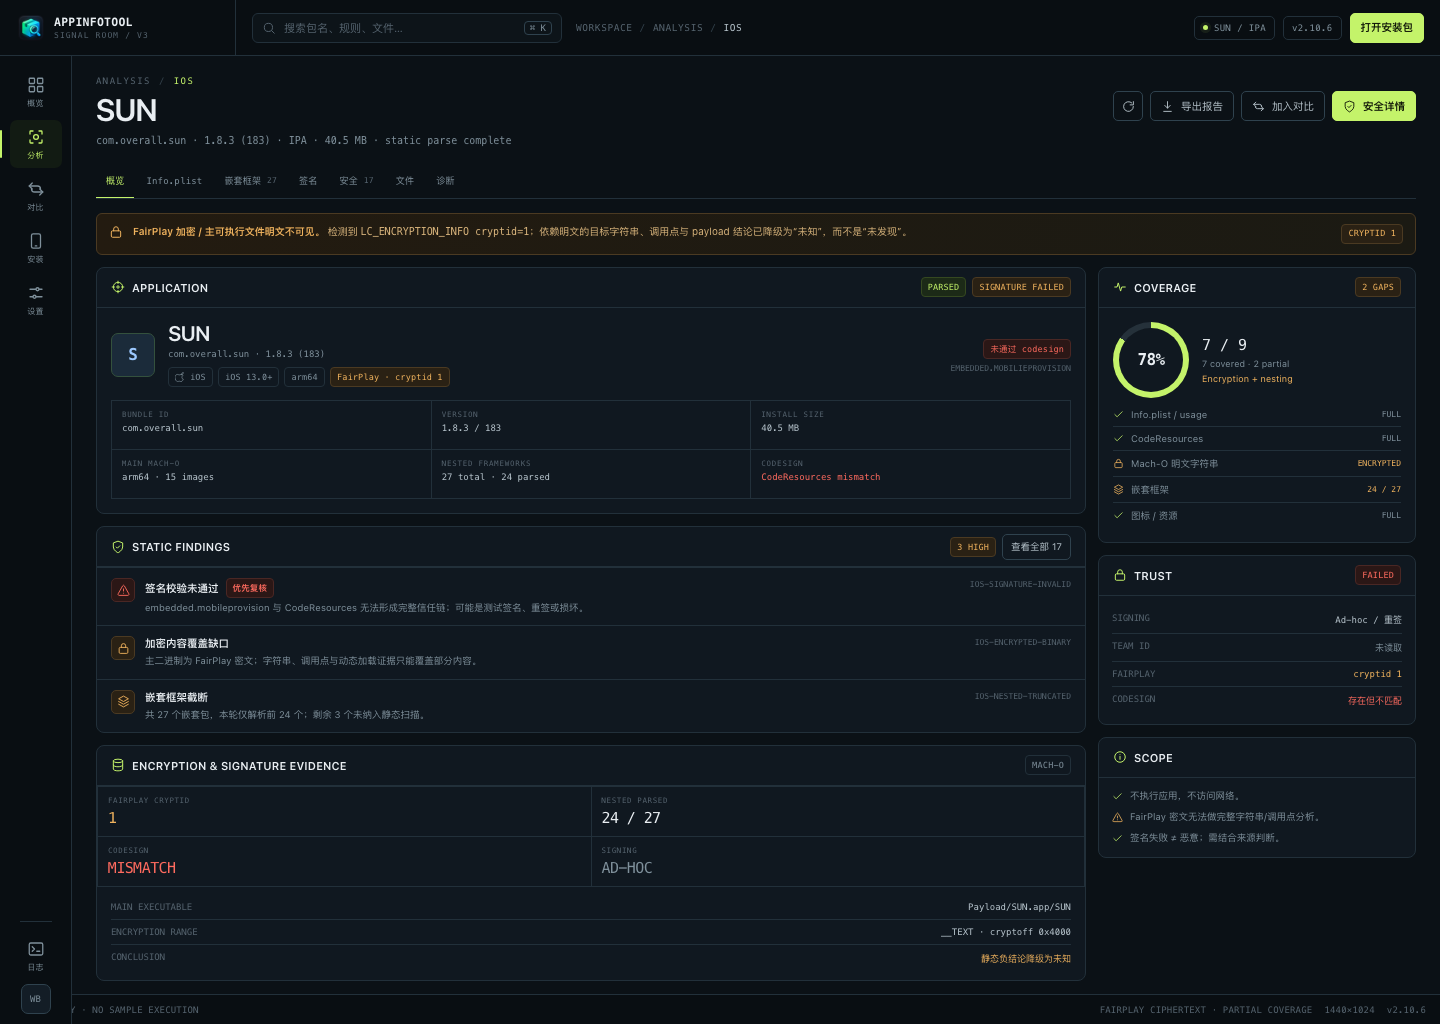 APPINFOTOOL
SIGNAL ROOM / V3
搜索包名、规则、文件...
⌘ K
WORKSPACE / ANALYSIS / IOS
SUN / IPA
v2.10.6
打开安装包
概览
分析
对比
安装
设置
日志
WB
ANALYSIS / IOS
SUN
com.overall.sun · 1.8.3 (183) · IPA · 40.5 MB · static parse complete
导出报告
加入对比
安全详情
概览
Info.plist
嵌套框架 27
签名
安全 17
文件
诊断
FairPlay 加密 / 主可执行文件明文不可见。 检测到 LC_ENCRYPTION_INFO cryptid=1；依赖明文的目标字符串、调用点与 payload 结论已降级为“未知”，而不是“未发现”。
CRYPTID 1
APPLICATION
PARSED
SIGNATURE FAILED
S
SUN
com.overall.sun · 1.8.3 (183)
iOS
iOS 13.0+
arm64
FairPlay · cryptid 1
未通过 codesign
EMBEDDED.MOBILIEPROVISION
BUNDLE ID
com.overall.sun
VERSION
1.8.3 / 183
INSTALL SIZE
40.5 MB
MAIN MACH-O
arm64 · 15 images
NESTED FRAMEWORKS
27 total · 24 parsed
CODESIGN
CodeResources mismatch
STATIC FINDINGS
3 HIGH
查看全部 17
签名校验未通过
优先复核
IOS-SIGNATURE-INVALID
embedded.mobileprovision 与 CodeResources 无法形成完整信任链；可能是测试签名、重签或损坏。
加密内容覆盖缺口
IOS-ENCRYPTED-BINARY
主二进制为 FairPlay 密文；字符串、调用点与动态加载证据只能覆盖部分内容。
嵌套框架截断
IOS-NESTED-TRUNCATED
共 27 个嵌套包，本轮仅解析前 24 个；剩余 3 个未纳入静态扫描。
ENCRYPTION & SIGNATURE EVIDENCE
MACH-O
FAIRPLAY CRYPTID
1
NESTED PARSED
24 / 27
CODESIGN
MISMATCH
SIGNING
AD-HOC
MAIN EXECUTABLE
Payload/SUN.app/SUN
ENCRYPTION RANGE
__TEXT · cryptoff 0x4000
CONCLUSION
静态负结论降级为未知
COVERAGE
2 GAPS
78%
7 / 9
7 covered · 2 partial
Encryption + nesting
Info.plist / usage
FULL
CodeResources
FULL
Mach-O 明文字符串
ENCRYPTED
嵌套框架
24 / 27
图标 / 资源
FULL
TRUST
FAILED
SIGNING
Ad-hoc / 重签
TEAM ID
未读取
FAIRPLAY
cryptid 1
CODESIGN
存在但不匹配
SCOPE
不执行应用，不访问网络。
FairPlay 密文无法做完整字符串/调用点分析。
签名失败 ≠ 恶意；需结合来源判断。
Y · NO SAMPLE EXECUTION
FAIRPLAY CIPHERTEXT · PARTIAL COVERAGE
1440×1024
v2.10.6